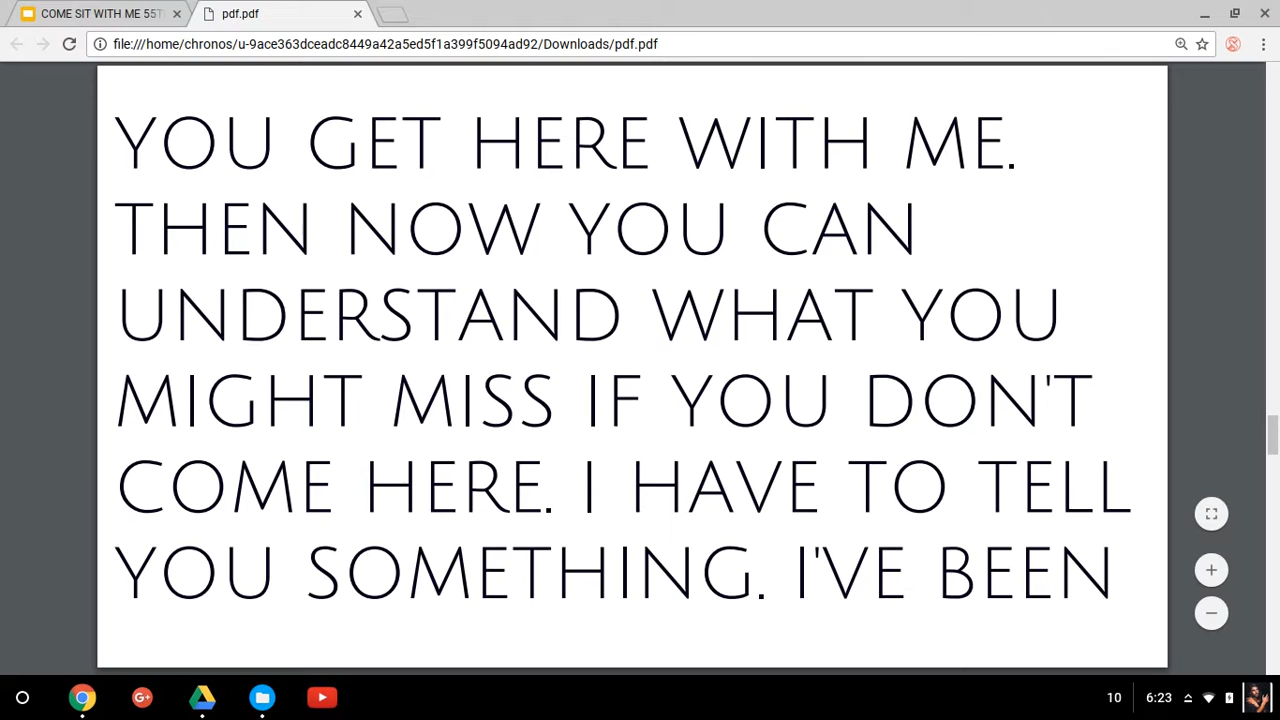 COME SIT WITH ME 55T
pdf.pdf
file:///home/chronos/u-9ace363dceadc8449a42a5ed5f1a399f5094ad92/Downloads/pdf.pdf
YOU GET HERE WITH ME.
THEN NOW YOU CAN
UNDERSTAND WHAT YOU
MIGHT MISS IF YOU DON'T
COME HERE. I HAVE TO TELL
YOU SOMETHING. I'VE BEEN
10
6:23